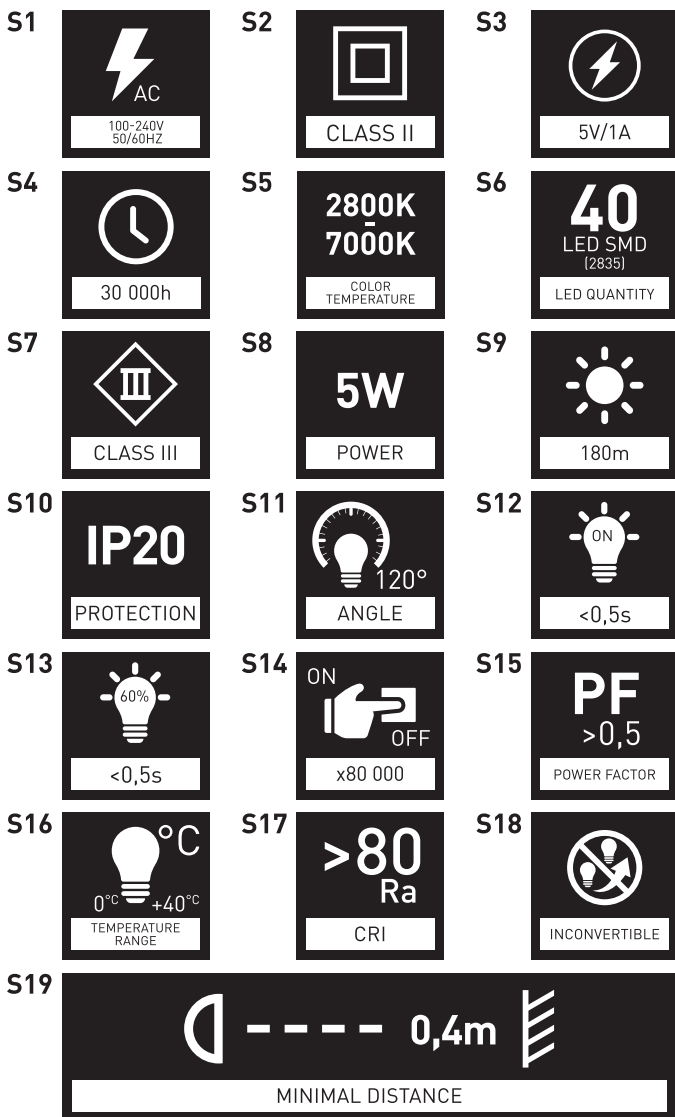 S1
AC
100-240V
50/60HZ
S2
CLASS II
S3
5V/1A
S4
30 000h
S5
2800K
-
7000K
COLOR
TEMPERATURE
S6
40
LED SMD
(2835)
LED QUANTITY
S7
III
CLASS III
S8
5W
POWER
S9
180m
S10
IP20
PROTECTION
S11
120°
ANGLE
S12
ON
<0,5s
S13
60%
<0,5s
S14
ON
OFF
x80 000
S15
PF
>0,5
POWER FACTOR
S16
°C
0°C +40°C
TEMPERATURE
RANGE
S17
>80
Ra
CRI
S18
INCONVERTIBLE
S19
0,4m
MINIMAL DISTANCE